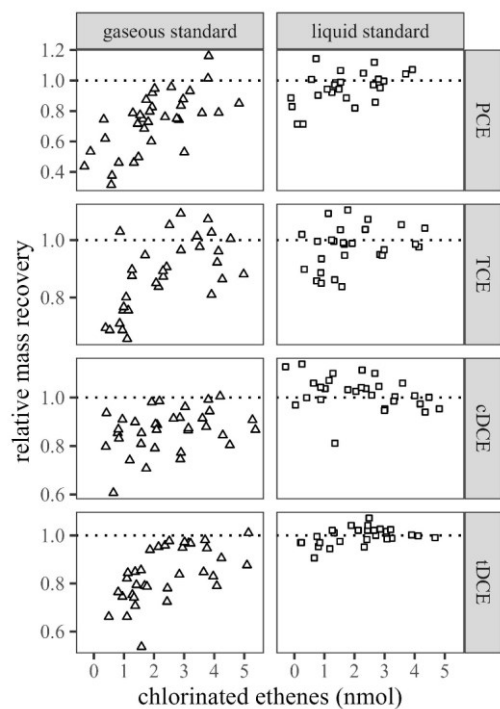 gaseous standard
liquid standard
relative mass recovery
1.2
1.0
0.8
0.6
0.4
PCE
1.0
0.8
TCE
1.0
0.8
0.6
cDCE
1.0
0.8
0.6
tDCE
0 1 2 3 4 5
0 1 2 3 4 5
chlorinated ethenes (nmol)